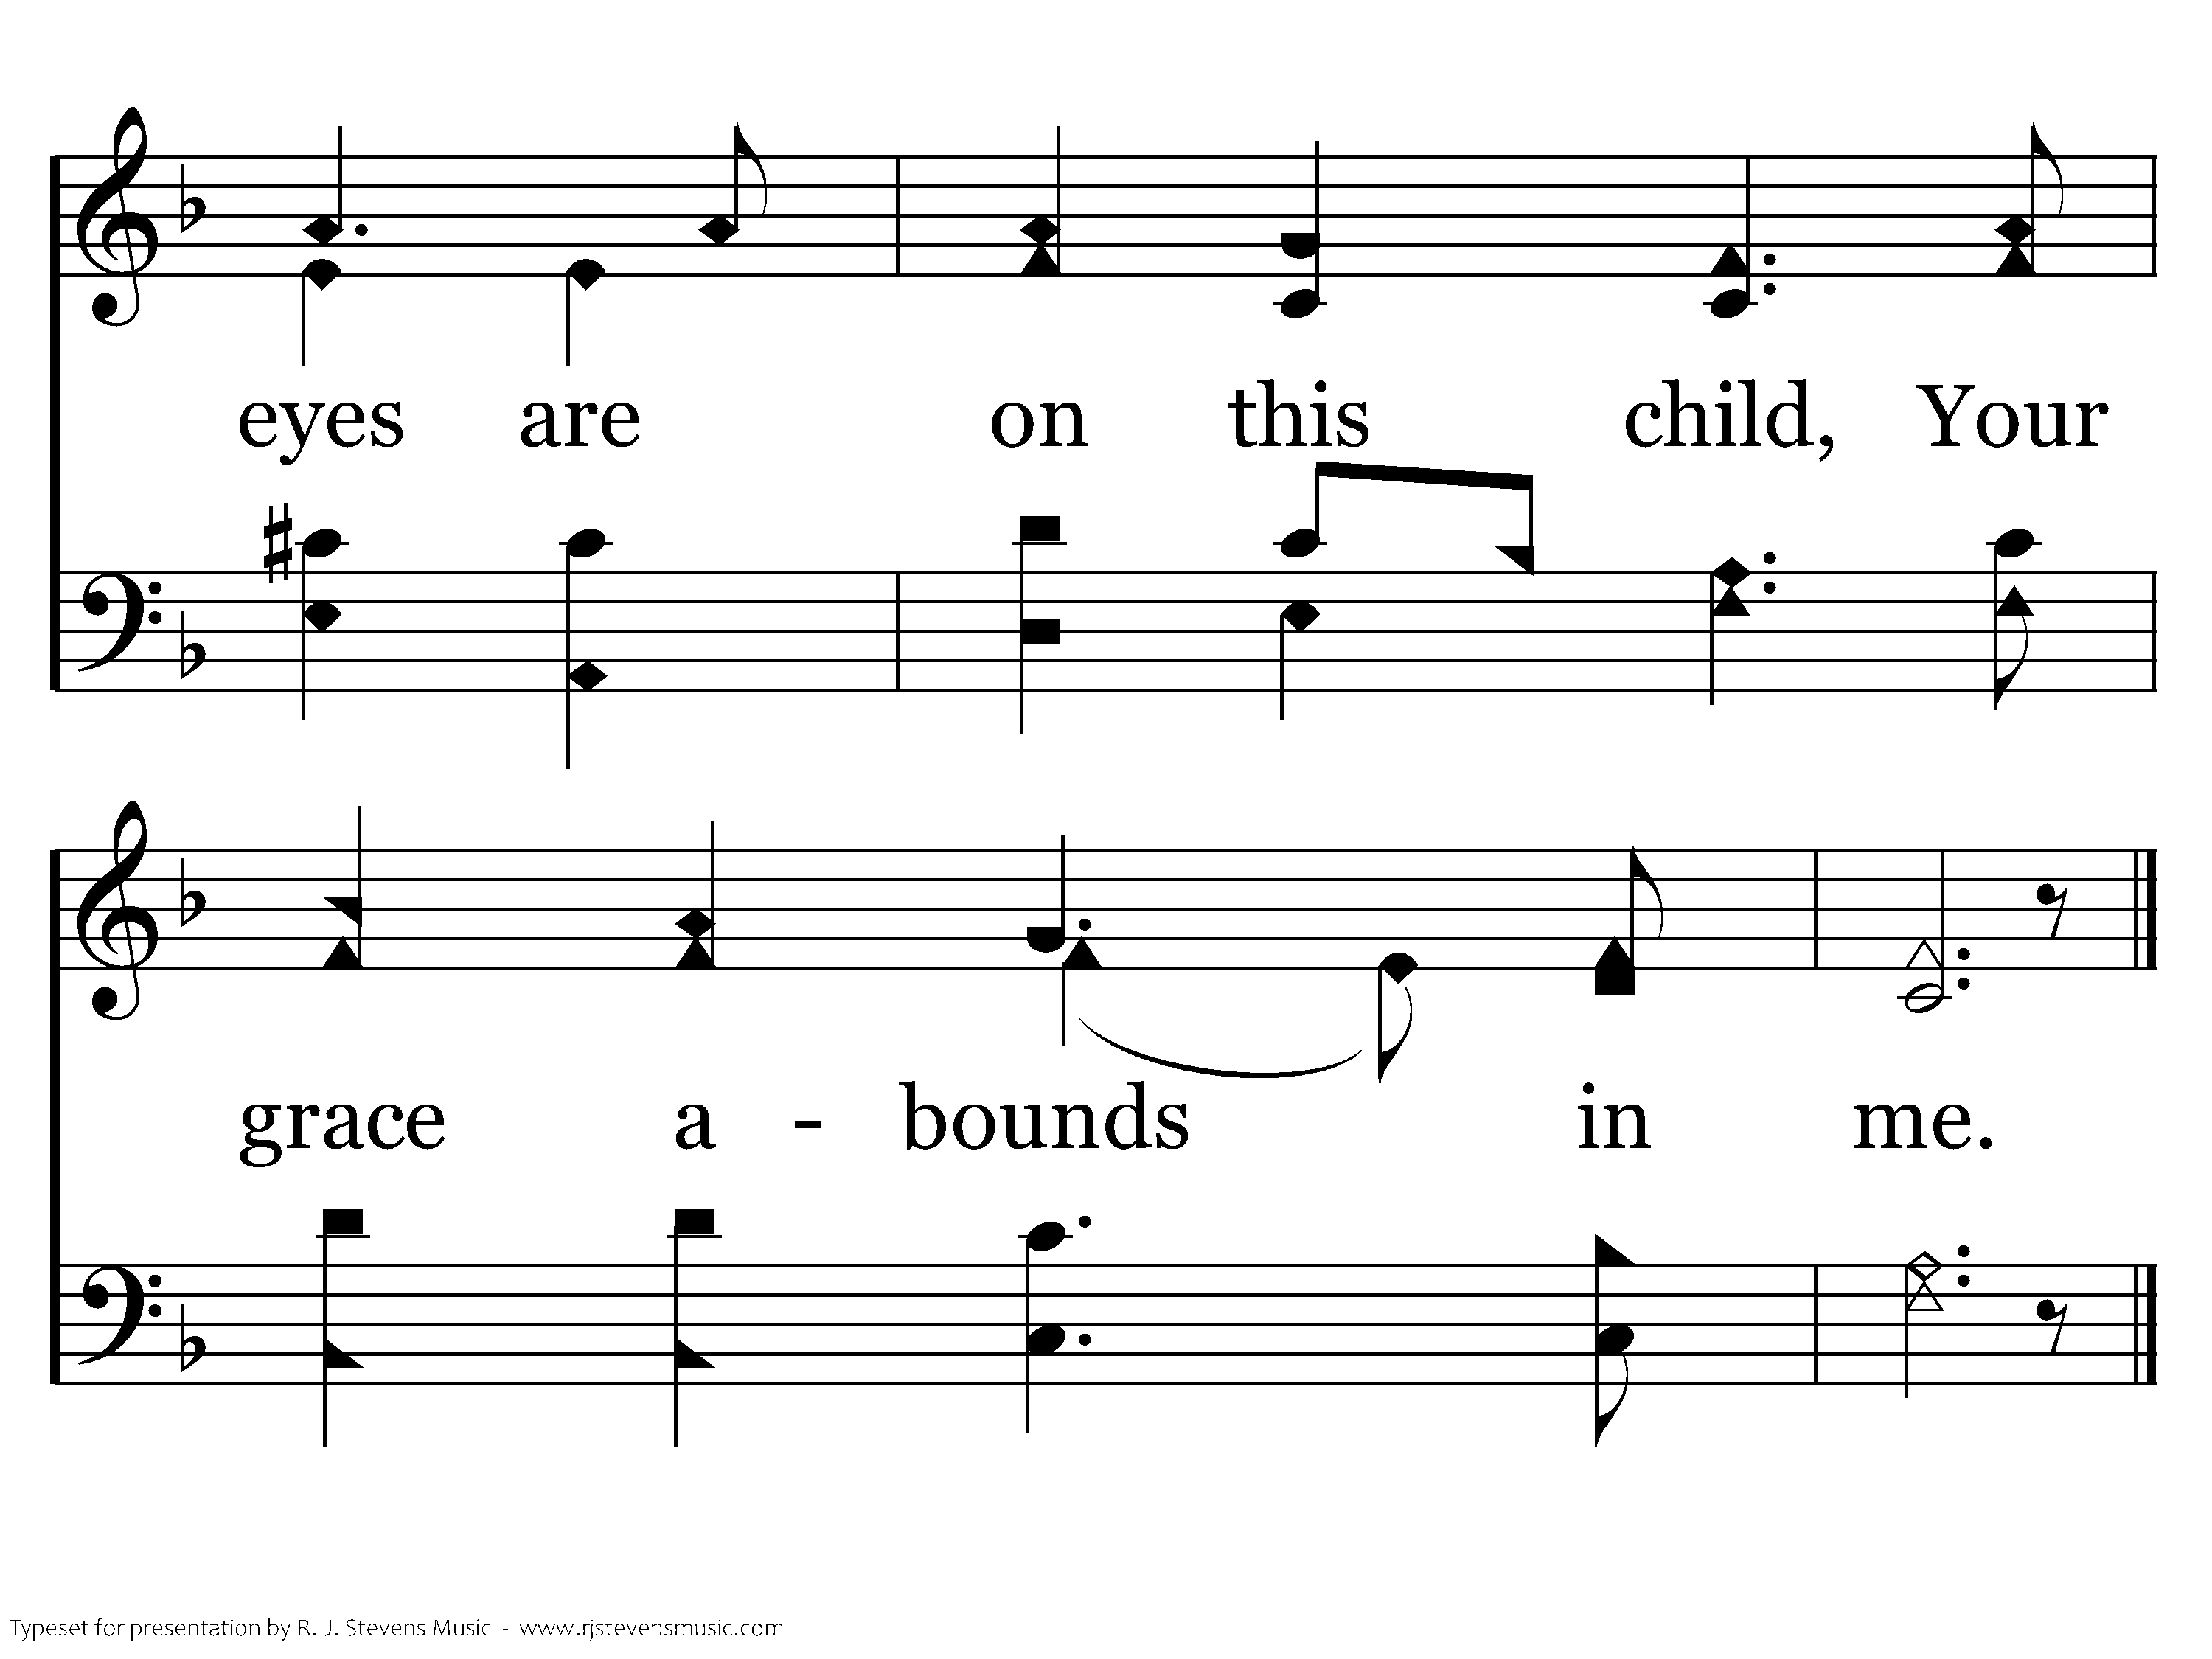 eyes are on this child, Your
grace a - bounds in me.
Typeset for presentation by R. J. Stevens Music - www.rjstevensmusic.com